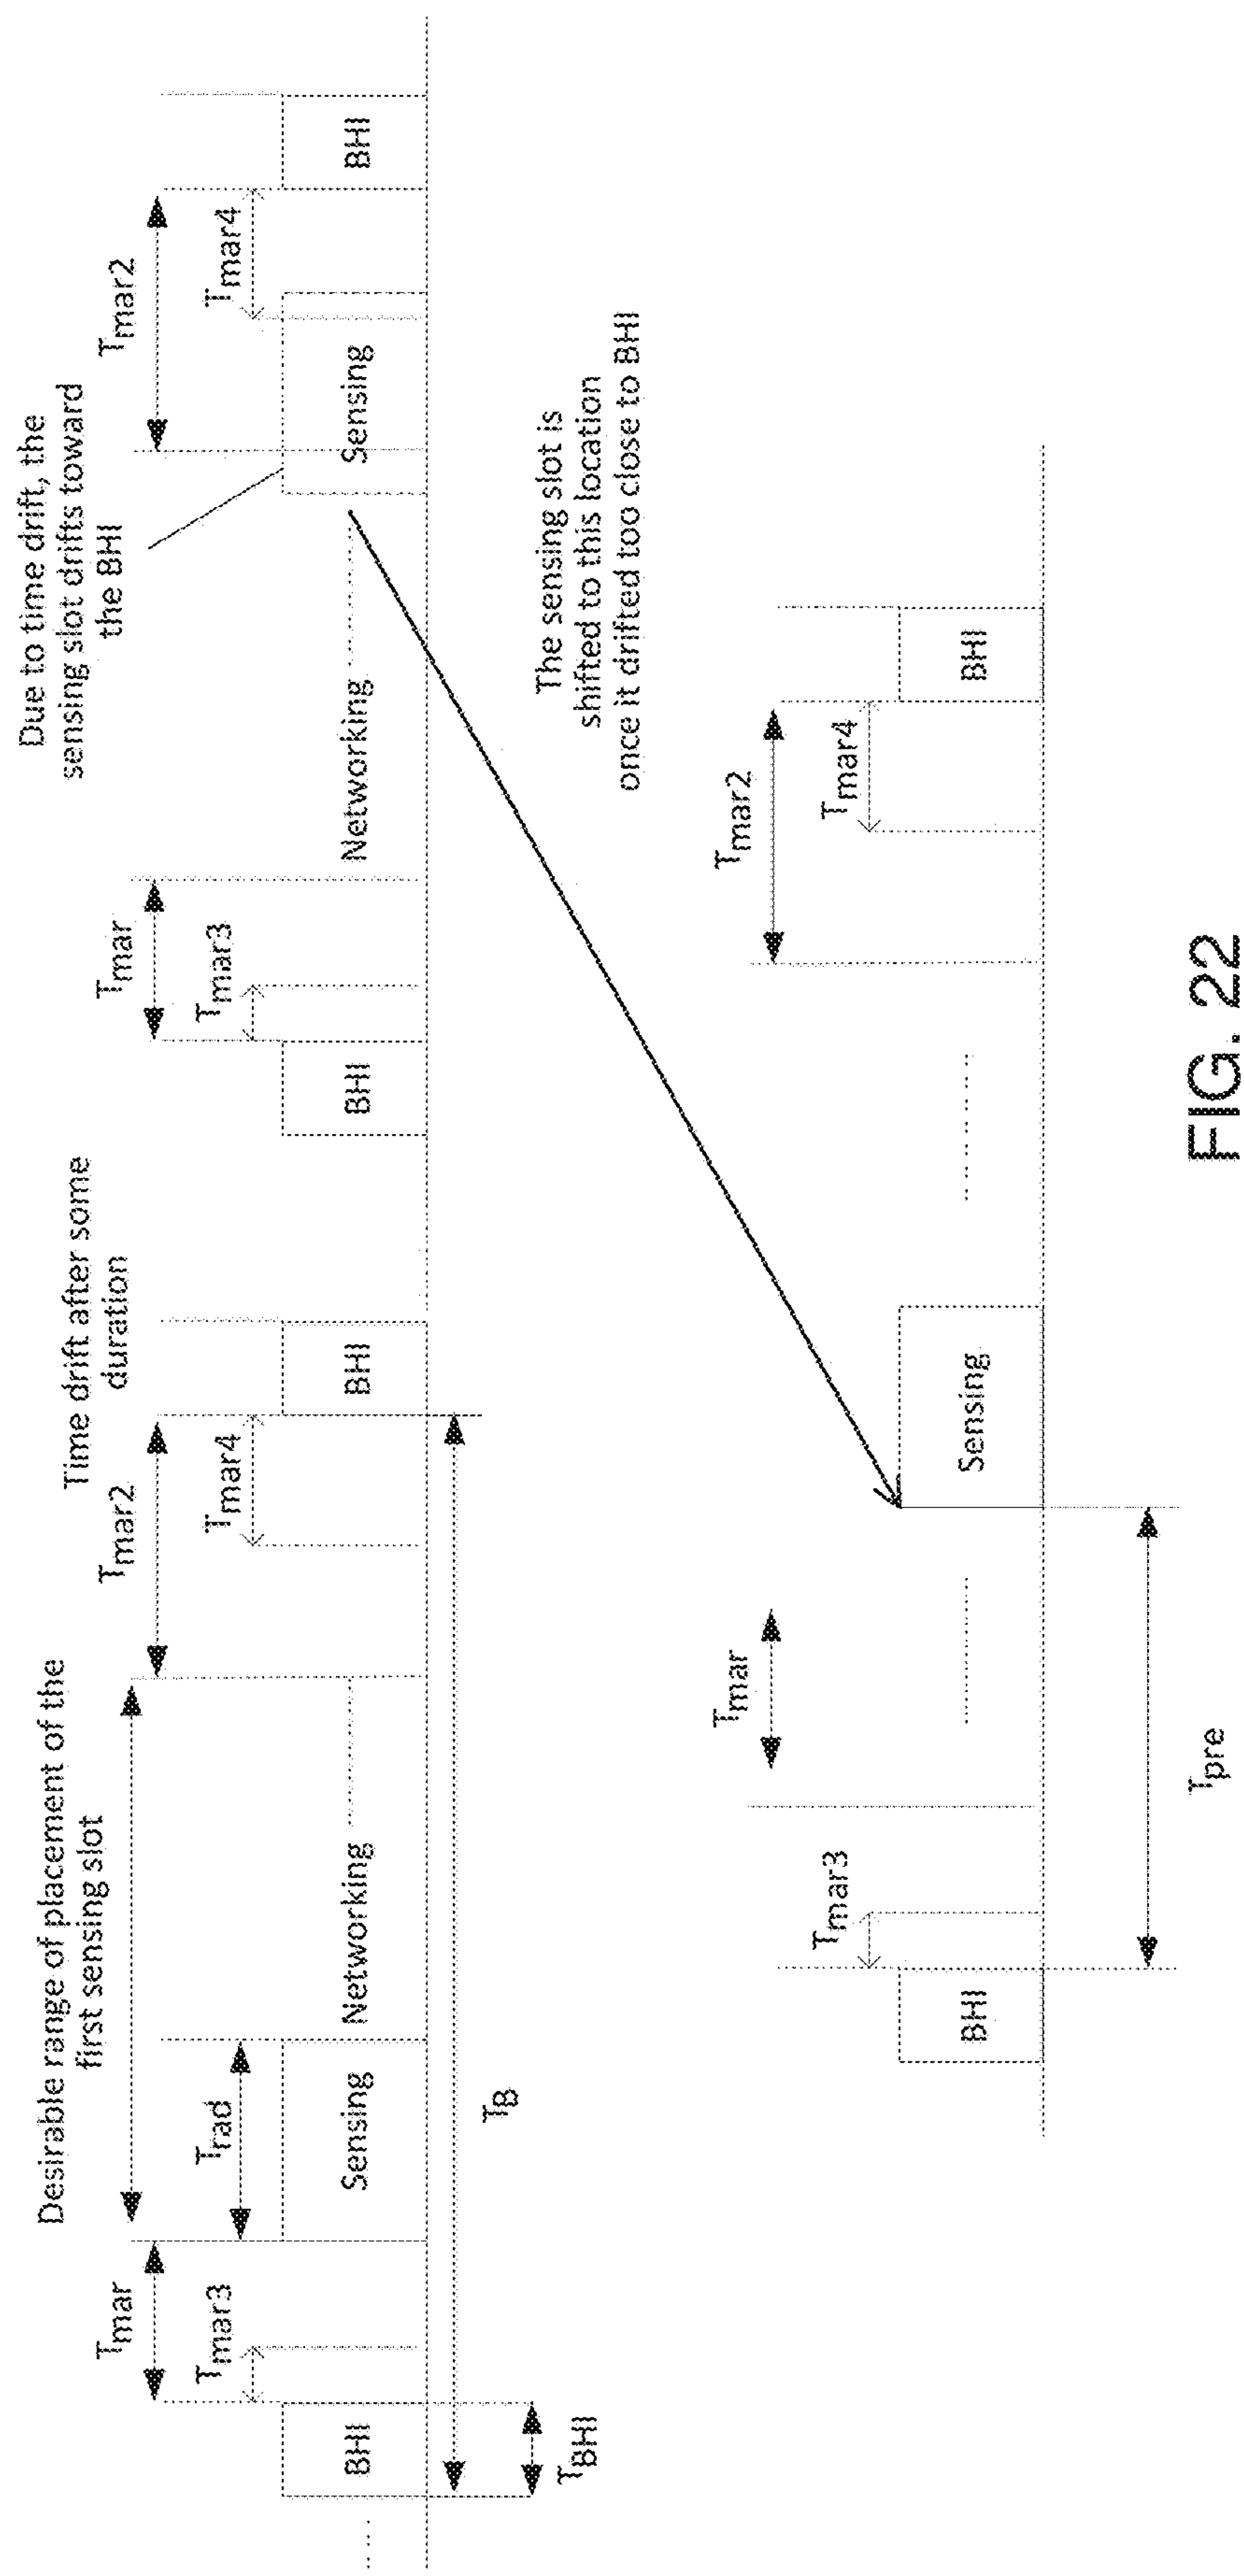 Desirable range of placement of the
first sensing slot
Time drift after some
duration
Due to time drift, the
sensing slot drifts toward
the BHI
Tmar
Tmar2
Tmar
Tmar2
Tmar3
Trad
Tmar4
Tmar3
Tmar4
.....
BHI
Sensing
Networking
BHI
BHI
Networking
Sensing
BHI
TB
TBHI
The sensing slot is
shifted to this location
once it drifted too close to BHI
Tmar
Tmar2
Tmar3
Tmar4
BHI
Sensing
BHI
Tpre
FIG. 22